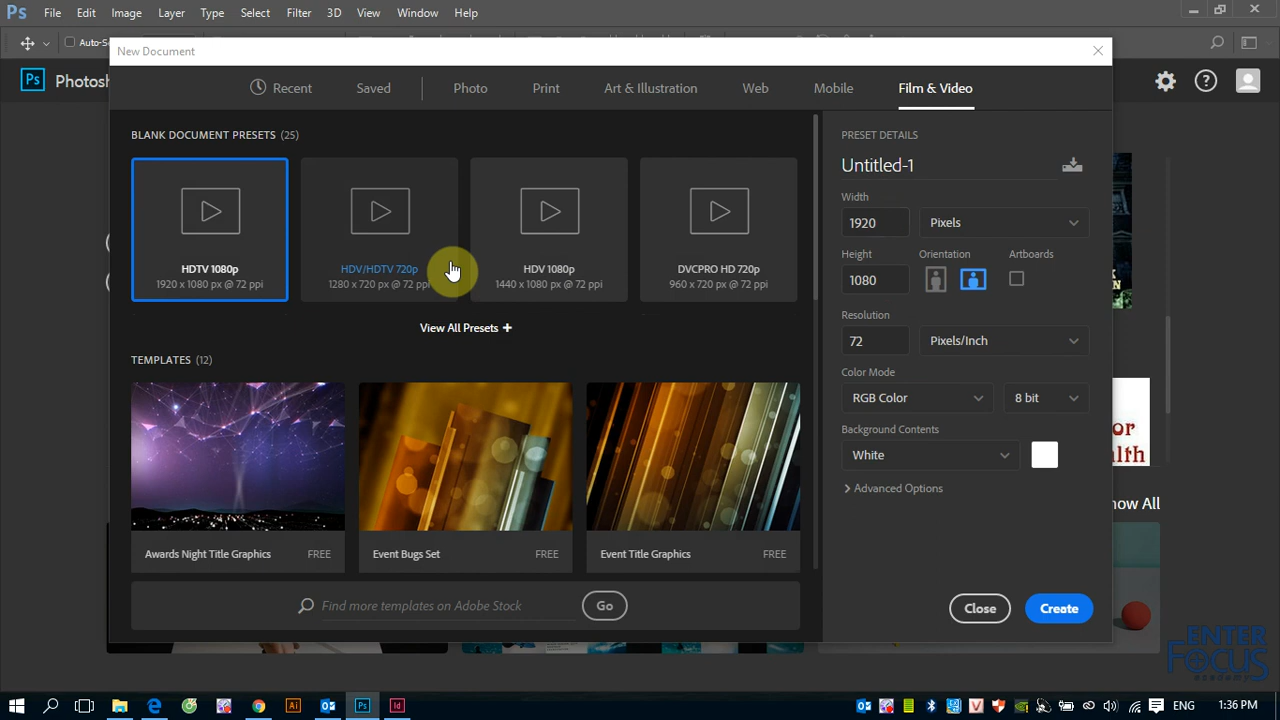 Ps File Edit Image Layer Type Select Filter 3D View Window Help
New Document
Ps
Recent Saved Photo Print Art & Illustration Web Mobile Film & Video
BLANK DOCUMENT PRESETS (25)
HDTV 1080p
1920 x 1080 px @ 72 ppi
HDV/HDTV 720p
1280 x 720 px @ 72 ppi
HDV 1080p
1440 x 1080 px @ 72 ppi
DVCPRO HD 720p
960 x 720 px @ 72 ppi
View All Presets +
TEMPLATES (12)
Awards Night Title Graphics FREE
Event Bugs Set FREE
Event Title Graphics FREE
Find more templates on Adobe Stock Go
PRESET DETAILS
Untitled-1
Width
1920 Pixels
Height Orientation Artboards
1080
Resolution
72 Pixels/Inch
Color Mode
RGB Color 8 bit
Background Contents
White
Advanced Options
Close Create
Show All
ENTER
FOCUS
academy
Ai Ps Id
ENG 1:36 PM